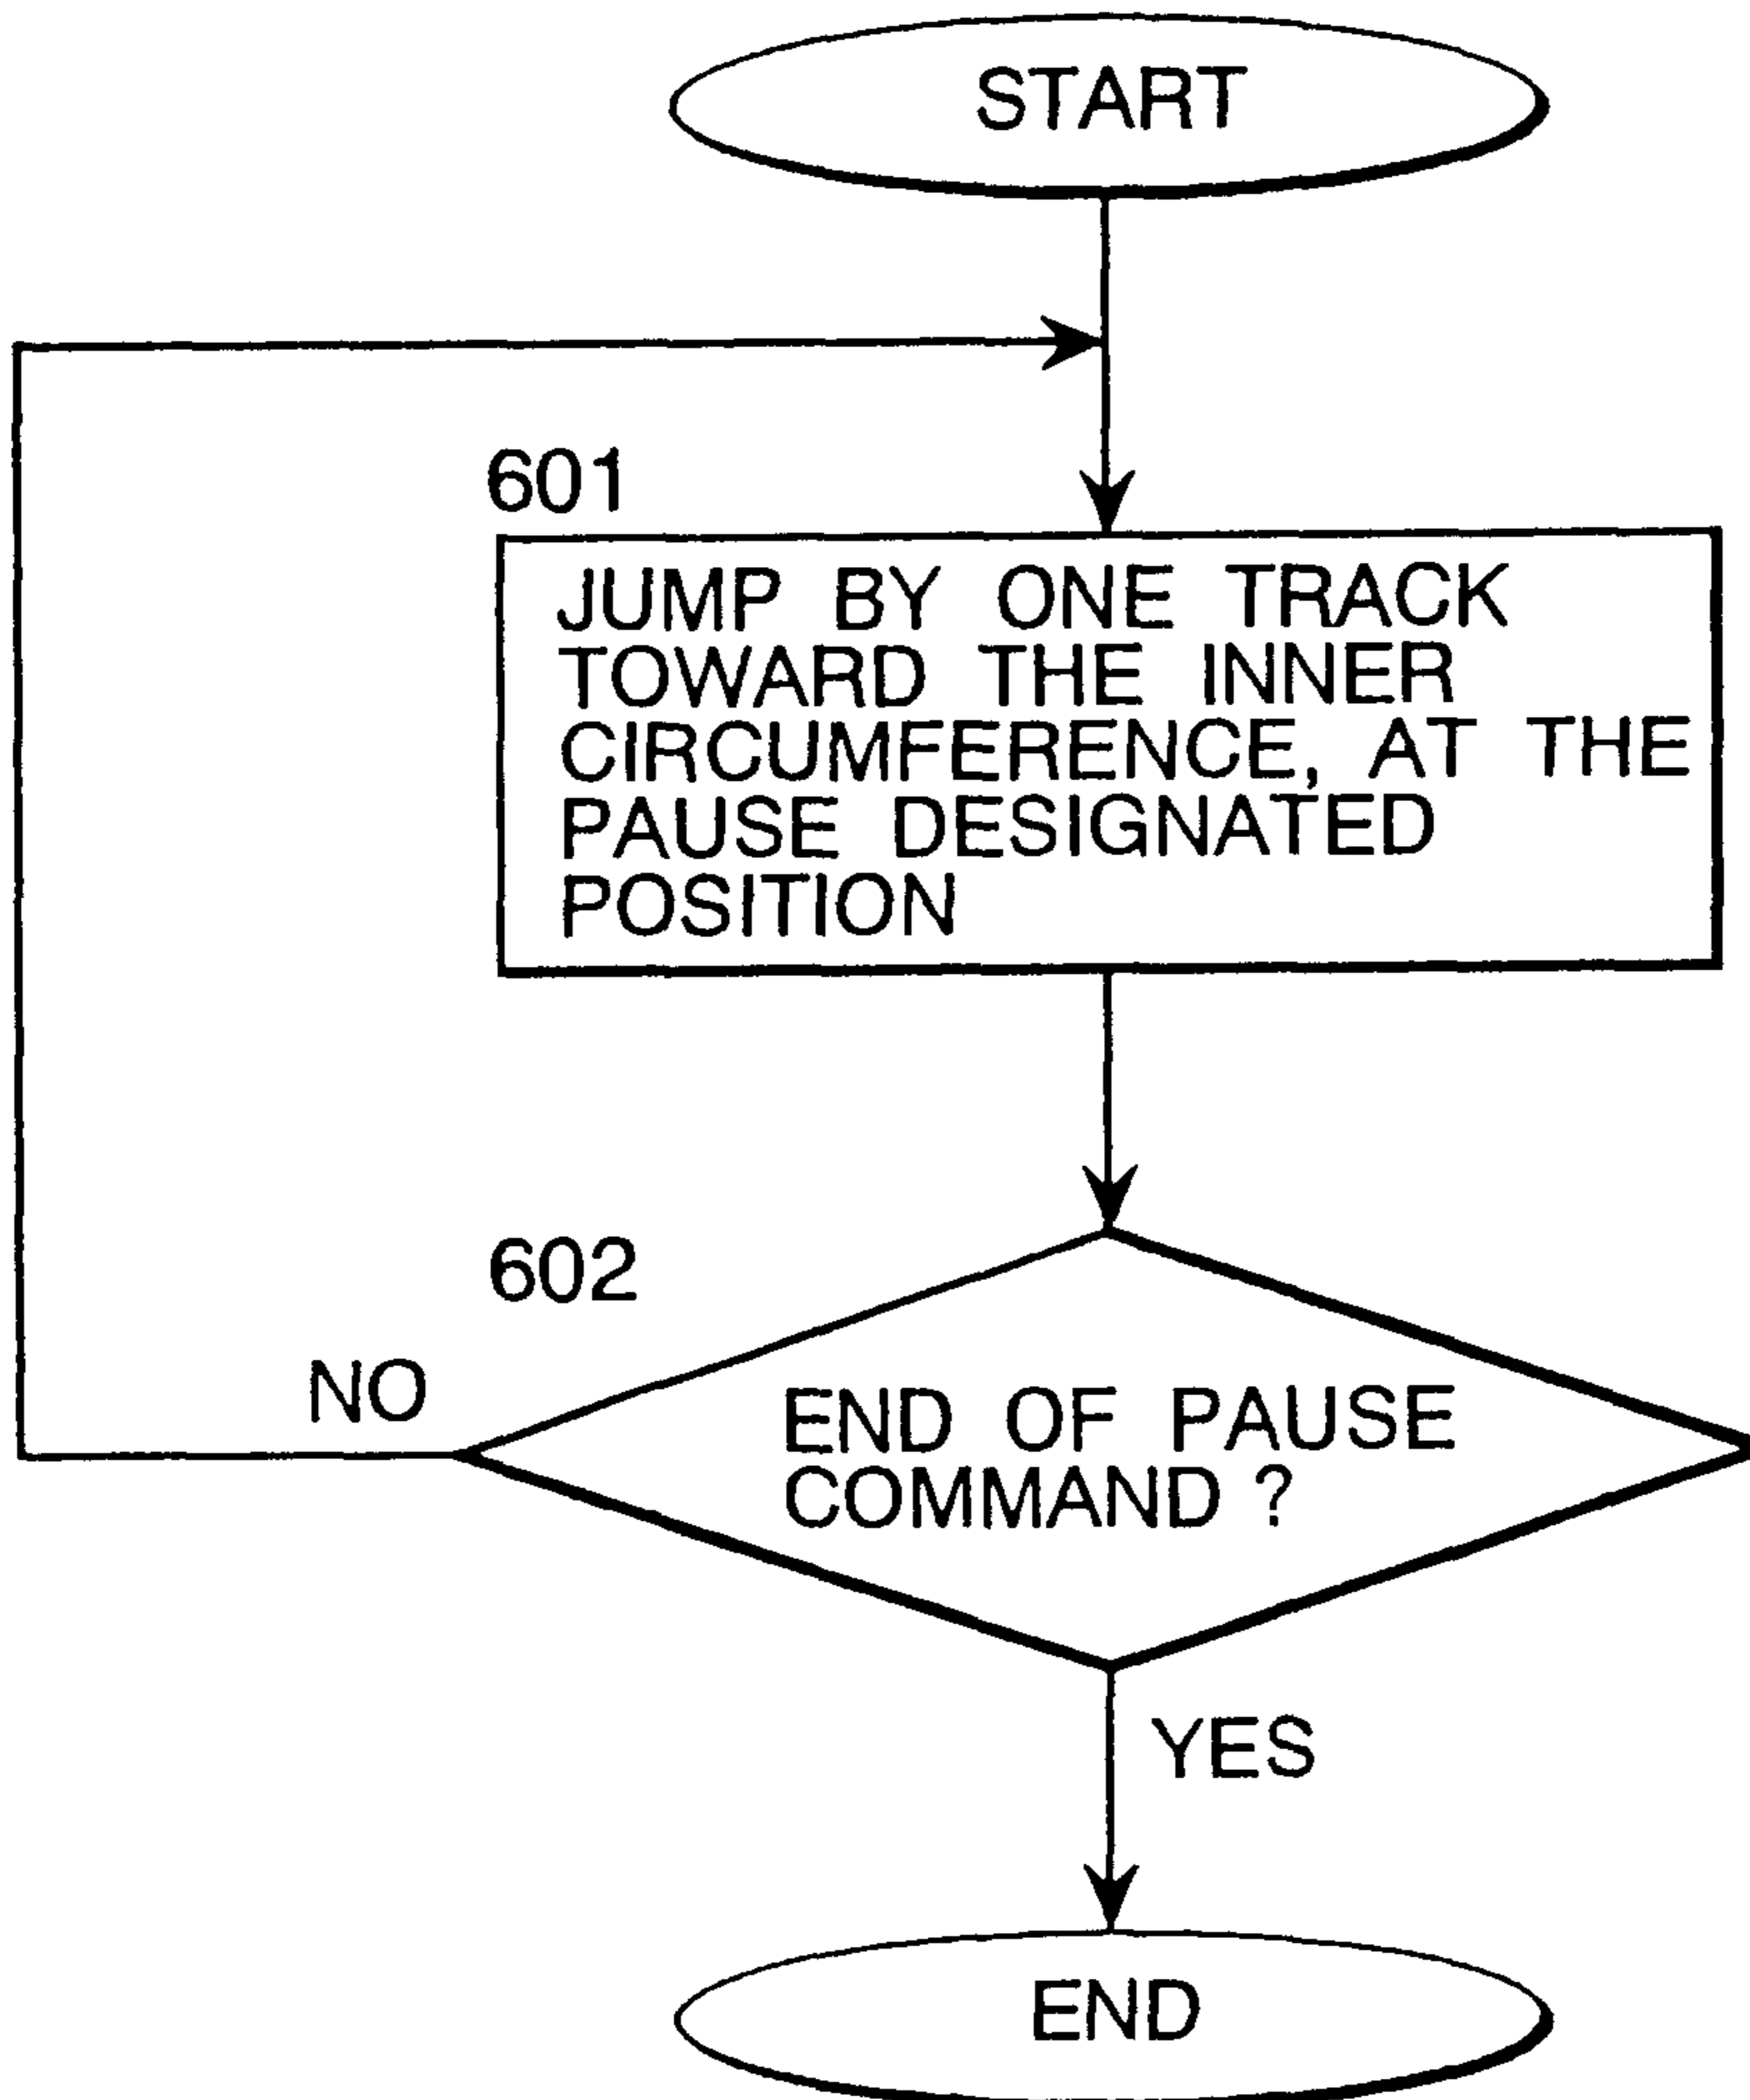 START
601
JUMP BY ONE TRACK
TOWARD THE INNER
CIRCUMFERENCE, AT THE
PAUSE DESIGNATED
POSITION
602
NO
END OF PAUSE
COMMAND ?
YES
END